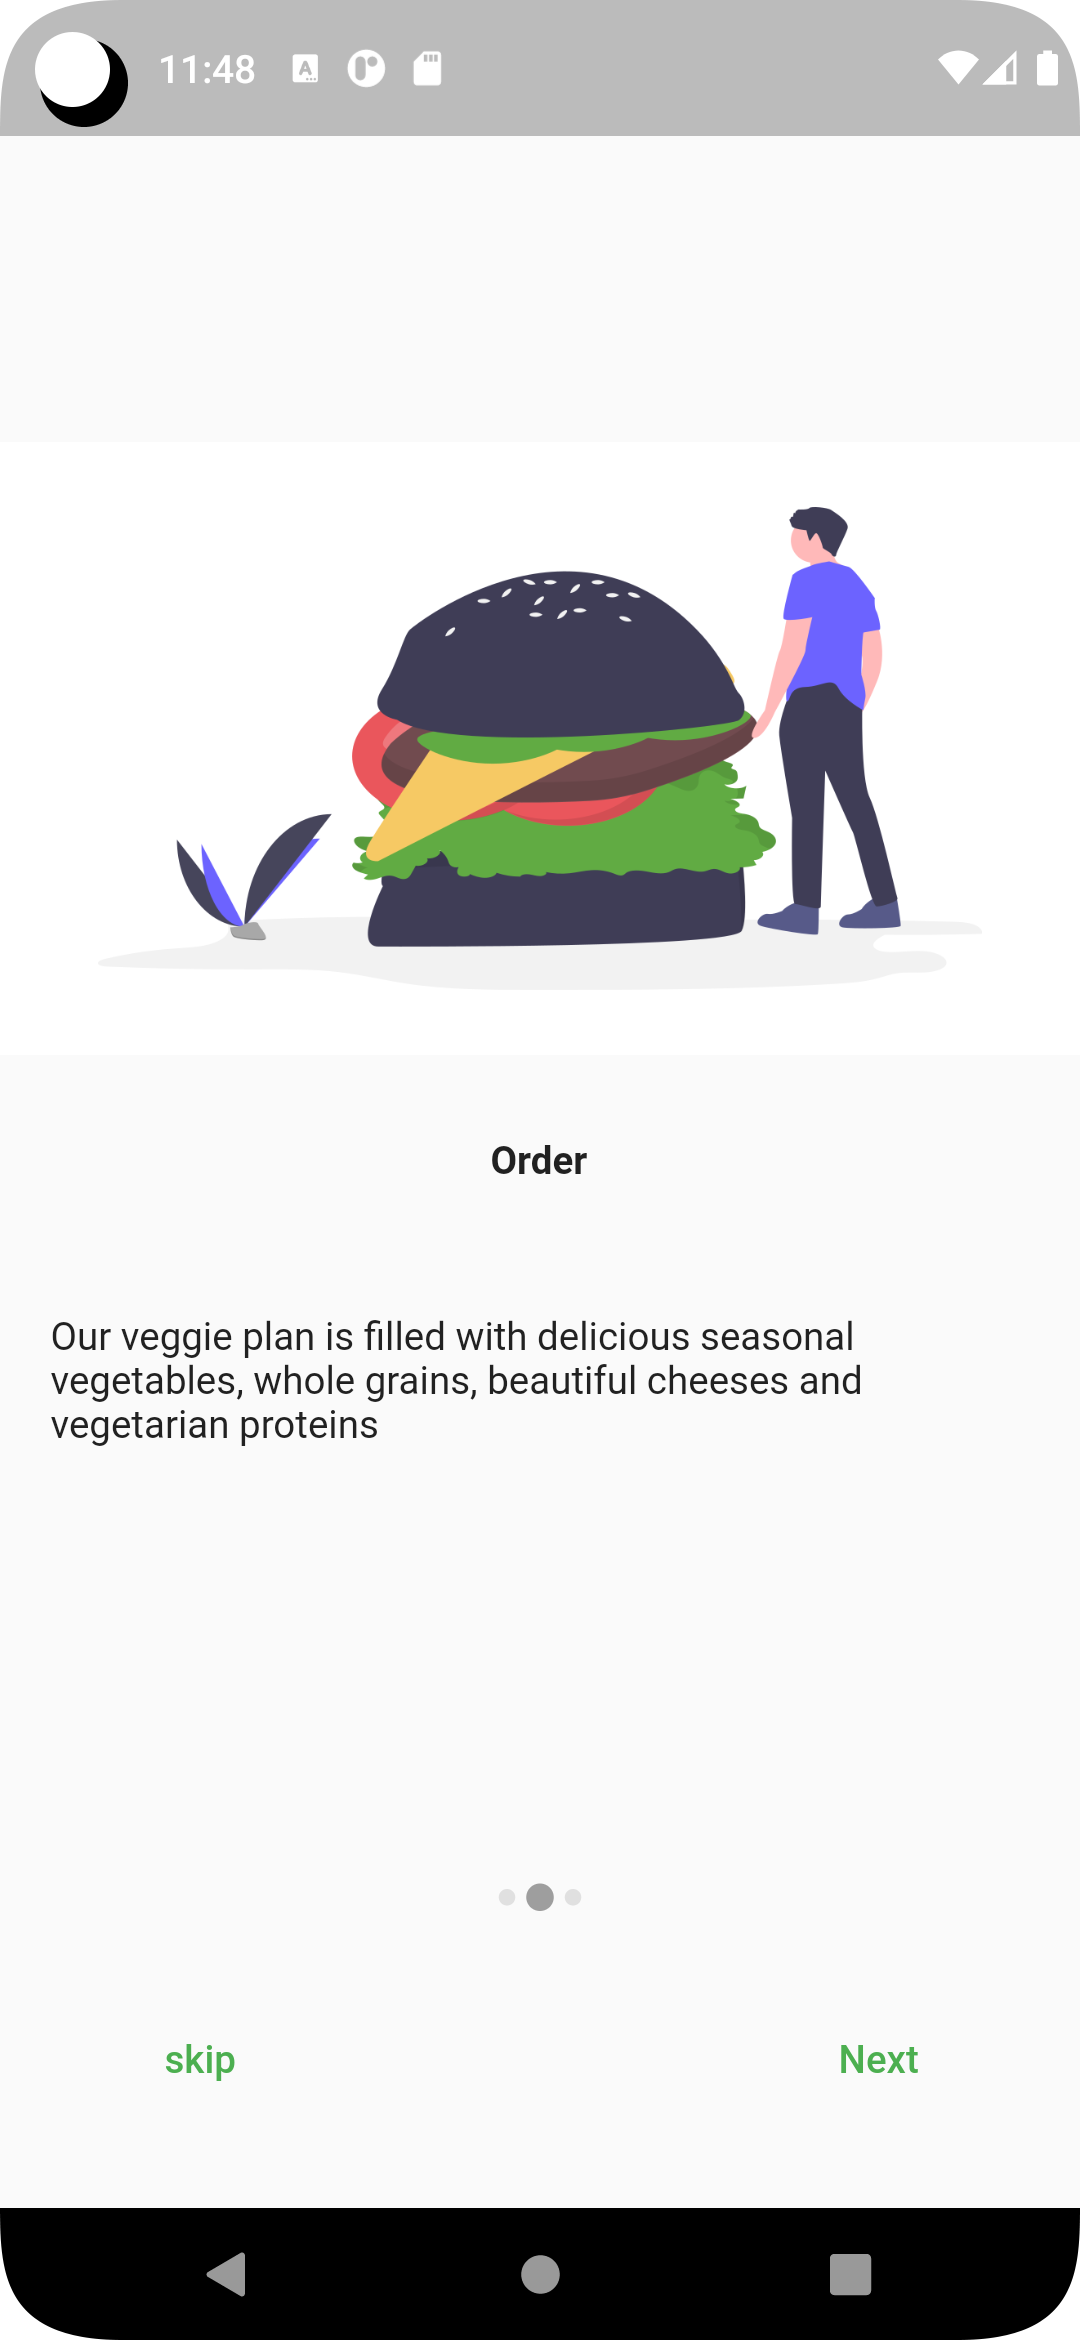 11:48
Order
Our veggie plan is filled with delicious seasonal
vegetables, whole grains, beautiful cheeses and
vegetarian proteins
skip
Next